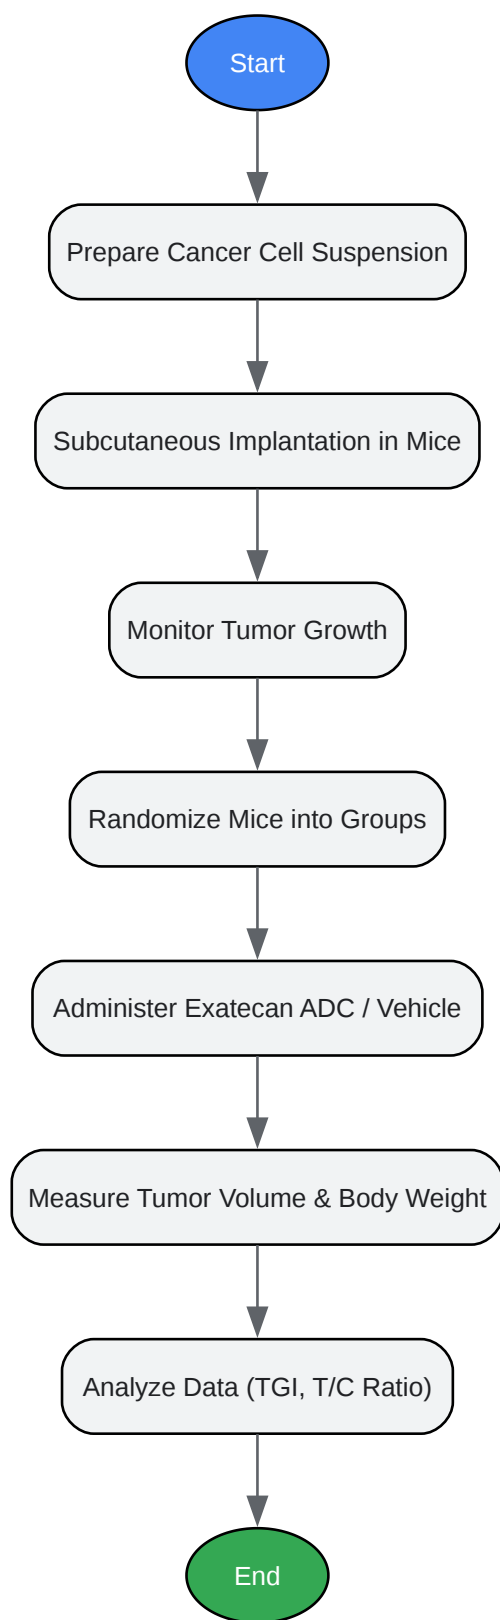 Start
Prepare Cancer Cell Suspension
Subcutaneous Implantation in Mice
Monitor Tumor Growth
Randomize Mice into Groups
Administer Exatecan ADC / Vehicle
Measure Tumor Volume & Body Weight
Analyze Data (TGI, T/C Ratio)
End